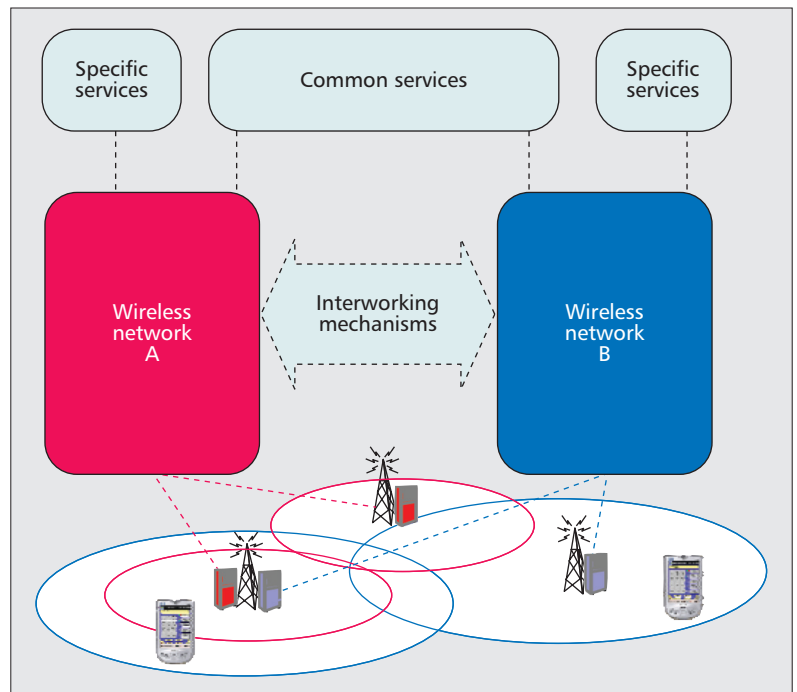 Specific
services
Common services
Specific
services
Wireless
network
A
Interworking
mechanisms
Wireless
network
B